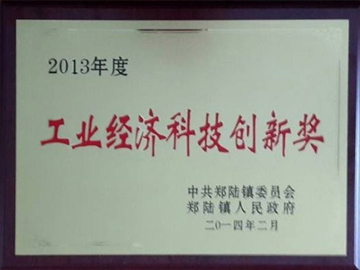 2013年度
工业经济科技创新奖
中共郑陆镇委员会
郑陆镇人民政府
二〇一四年二月